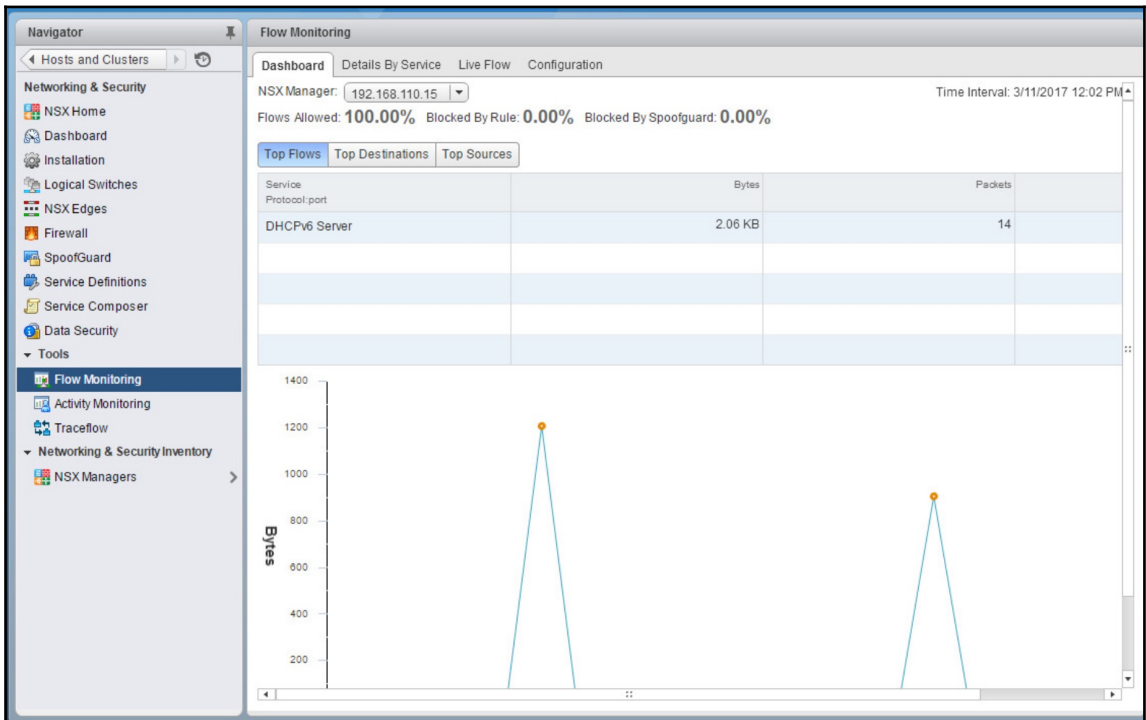 Navigator
Hosts and Clusters
Networking & Security
NSX Home
Dashboard
Installation
Logical Switches
NSX Edges
Firewall
SpoofGuard
Service Definitions
Service Composer
Data Security
Tools
Flow Monitoring
Activity Monitoring
Traceflow
Networking & Security Inventory
NSX Managers
Flow Monitoring
Dashboard Details By Service Live Flow Configuration
NSX Manager: 192.168.110.15 Time Interval: 3/11/2017 12:02 PM
Flows Allowed: 100.00% Blocked By Rule: 0.00% Blocked By Spoofguard: 0.00%
Top Flows Top Destinations Top Sources
Service Bytes Packets
Protocol:port
DHCPv6 Server 2.06 KB 14
1400
1200
1000
800
600
400
200
Bytes